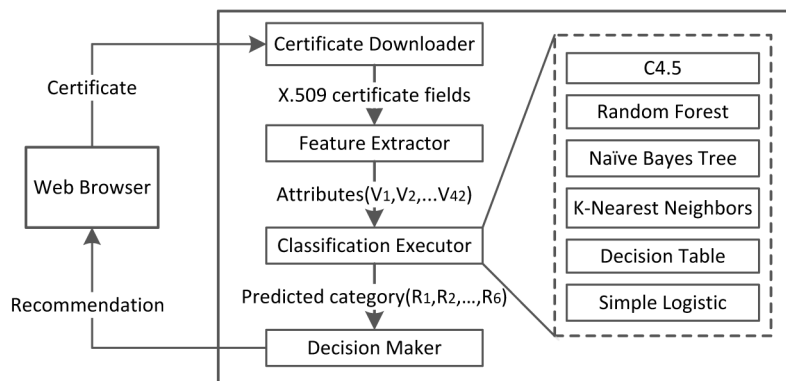 Certificate Downloader
Certificate
X.509 certificate fields
Feature Extractor
Web Browser
Attributes(V1,V2,...V42)
Classification Executor
Predicted category(R1,R2,...,R6)
Recommendation
Decision Maker
C4.5
Random Forest
Naïve Bayes Tree
K-Nearest Neighbors
Decision Table
Simple Logistic